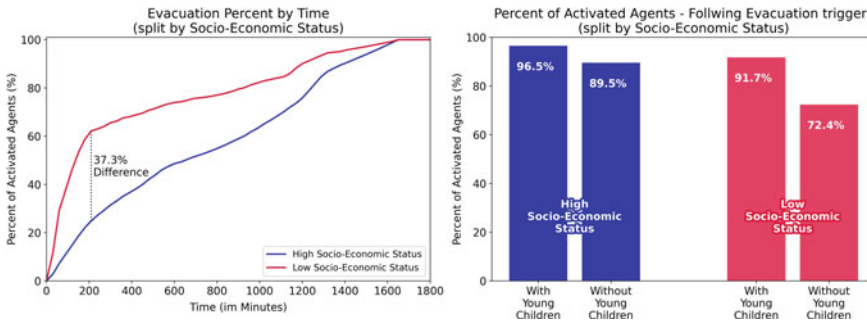 Evacuation Percent by Time
(split by Socio-Economic Status)
Percent of Activated Agents (%)
100
80
60
40
20
0
37.3%
Difference
High Socio-Economic Status
Low Socio-Economic Status
0
200
400
600
800
1000
1200
1400
1600
1800
Time (im Minutes)
Percent of Activated Agents - Follwing Evacuation trigger
(split by Socio-Economic Status)
Percent of Activated Agents (%)
100
80
60
40
20
0
96.5%
89.5%
91.7%
72.4%
High
Socio-Economic
Status
Low
Socio-Economic
Status
With
Young
Children
Without
Young
Children
With
Young
Children
Without
Young
Children